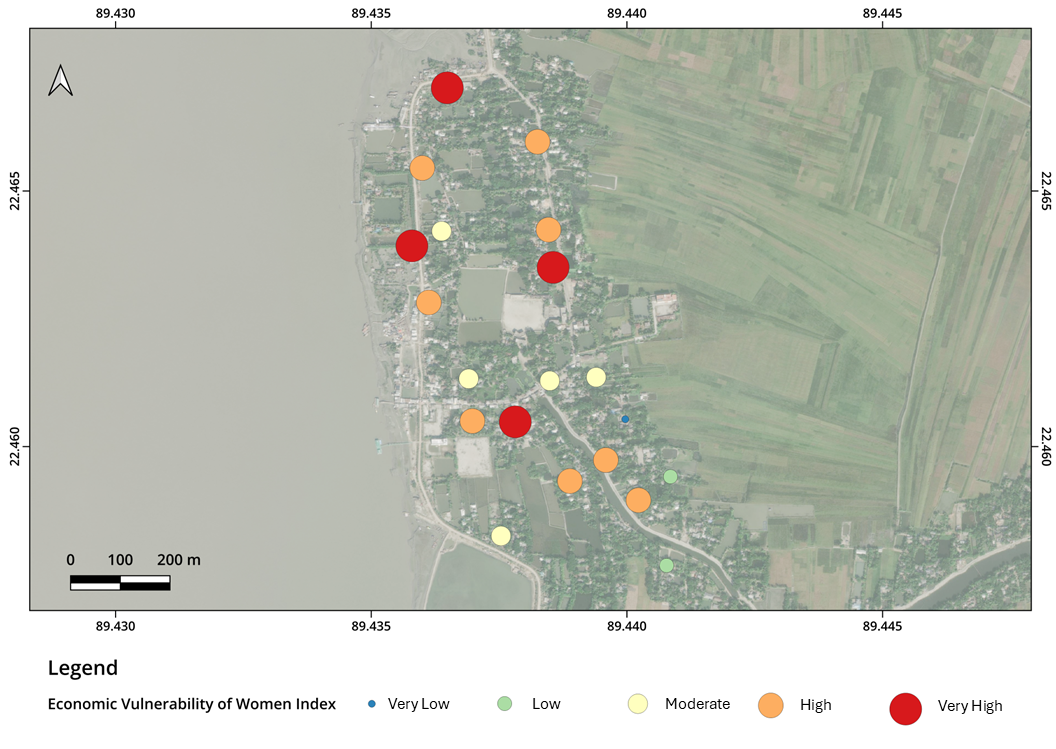 89.430 89.435 89.440 89.445
22.465 22.465
22.460 22.460
0 100 200 m
89.430 89.435 89.440 89.445
Legend
Economic Vulnerability of Women Index Very Low Low Moderate High Very High